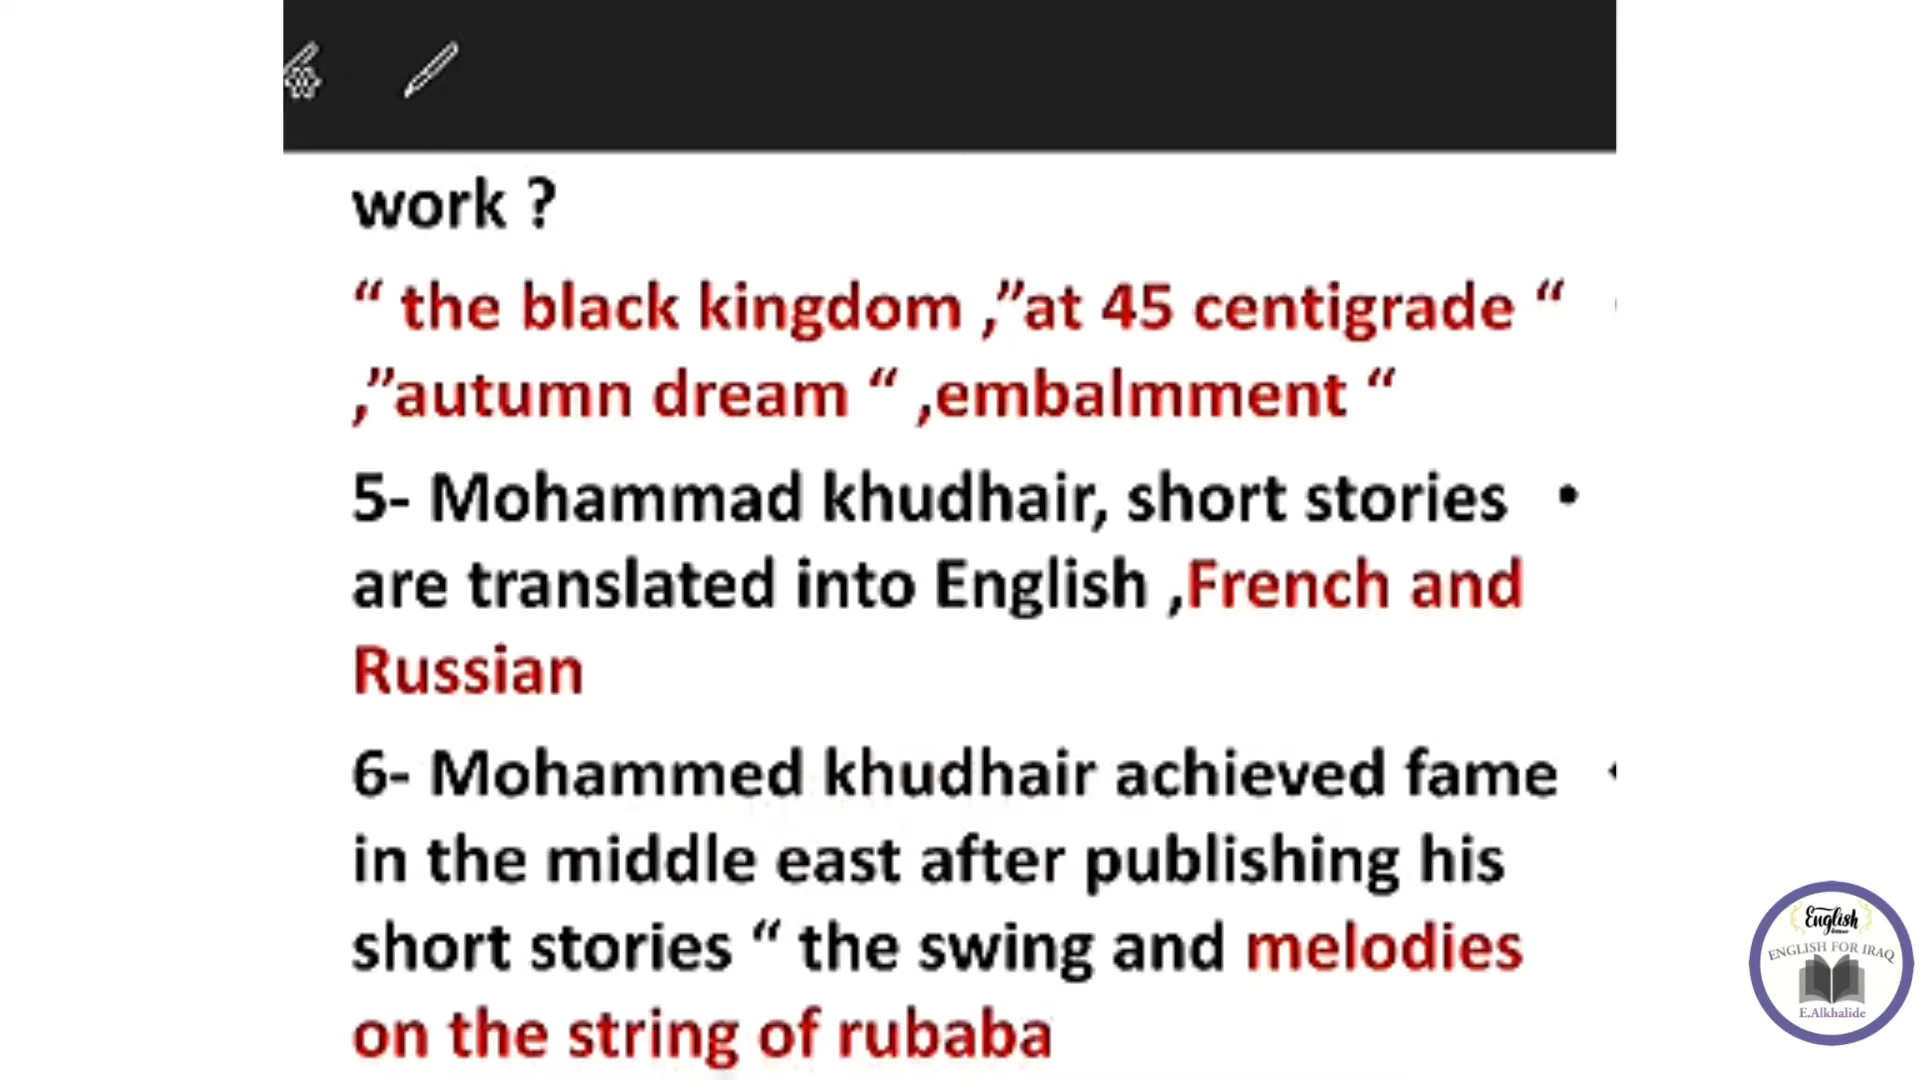 work ?
“ the black kingdom ,”at 45 centigrade “
,”autumn dream “ ,embalmment “
5- Mohammad khudhair, short stories •
are translated into English ,French and
Russian
6- Mohammed khudhair achieved fame •
in the middle east after publishing his
short stories “ the swing and melodies
on the string of rubaba
English
ENGLISH FOR IRAQ
E.Alkhalide